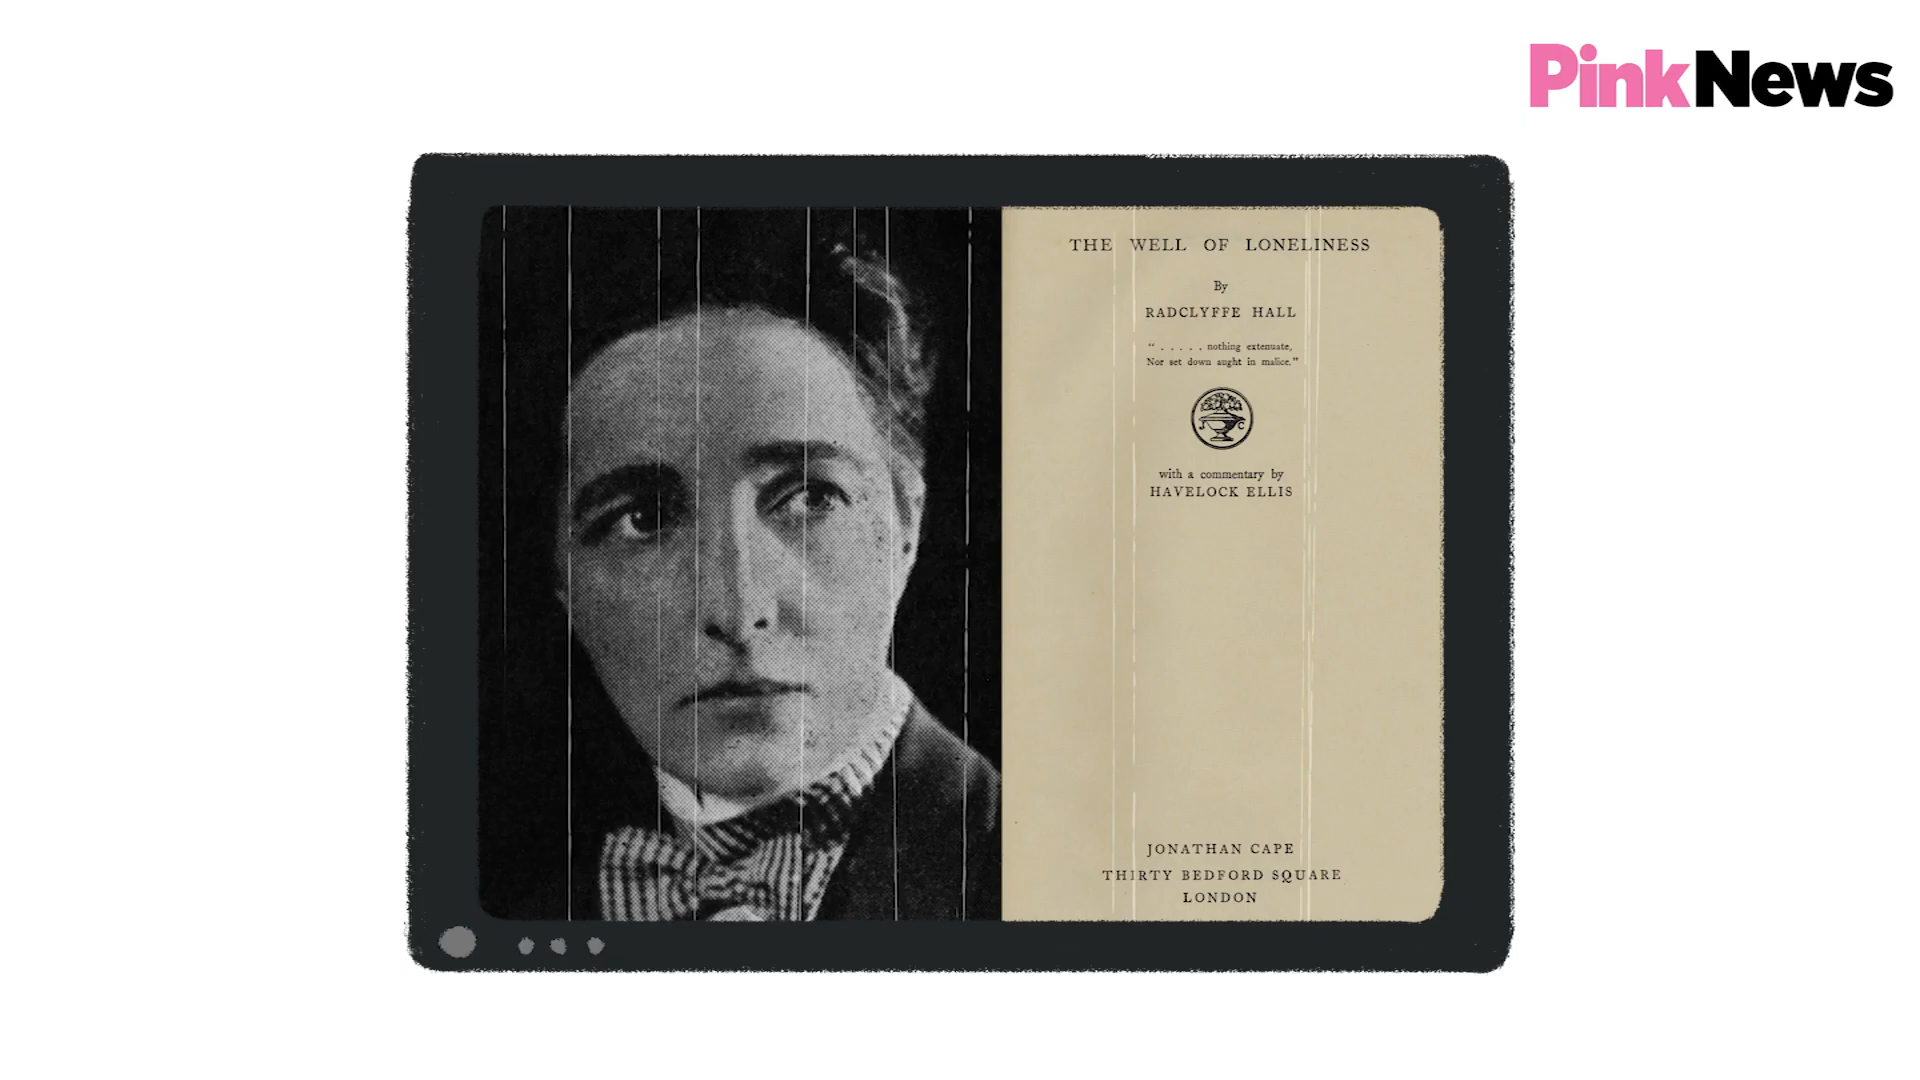 PinkNews
THE WELL OF LONELINESS
By
RADCLYFFE HALL
“ . . . . . nothing extenuate,
Nor set down aught in malice.”
J C
with a commentary by
HAVELOCK ELLIS
JONATHAN CAPE
THIRTY BEDFORD SQUARE
LONDON